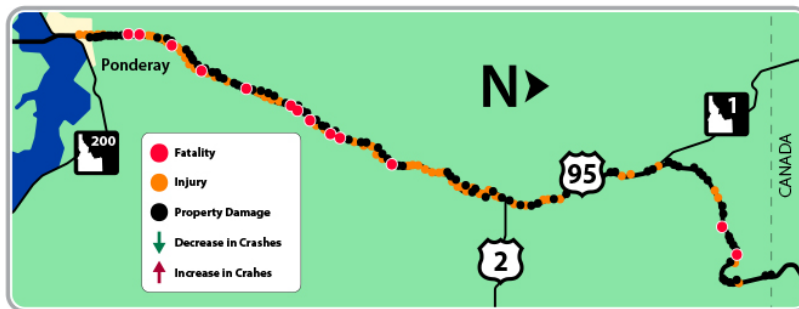 Ponderay
N
1
200
CANADA
Fatality
Injury
95
Property Damage
Decrease in Crashes
2
Increase in Crahes